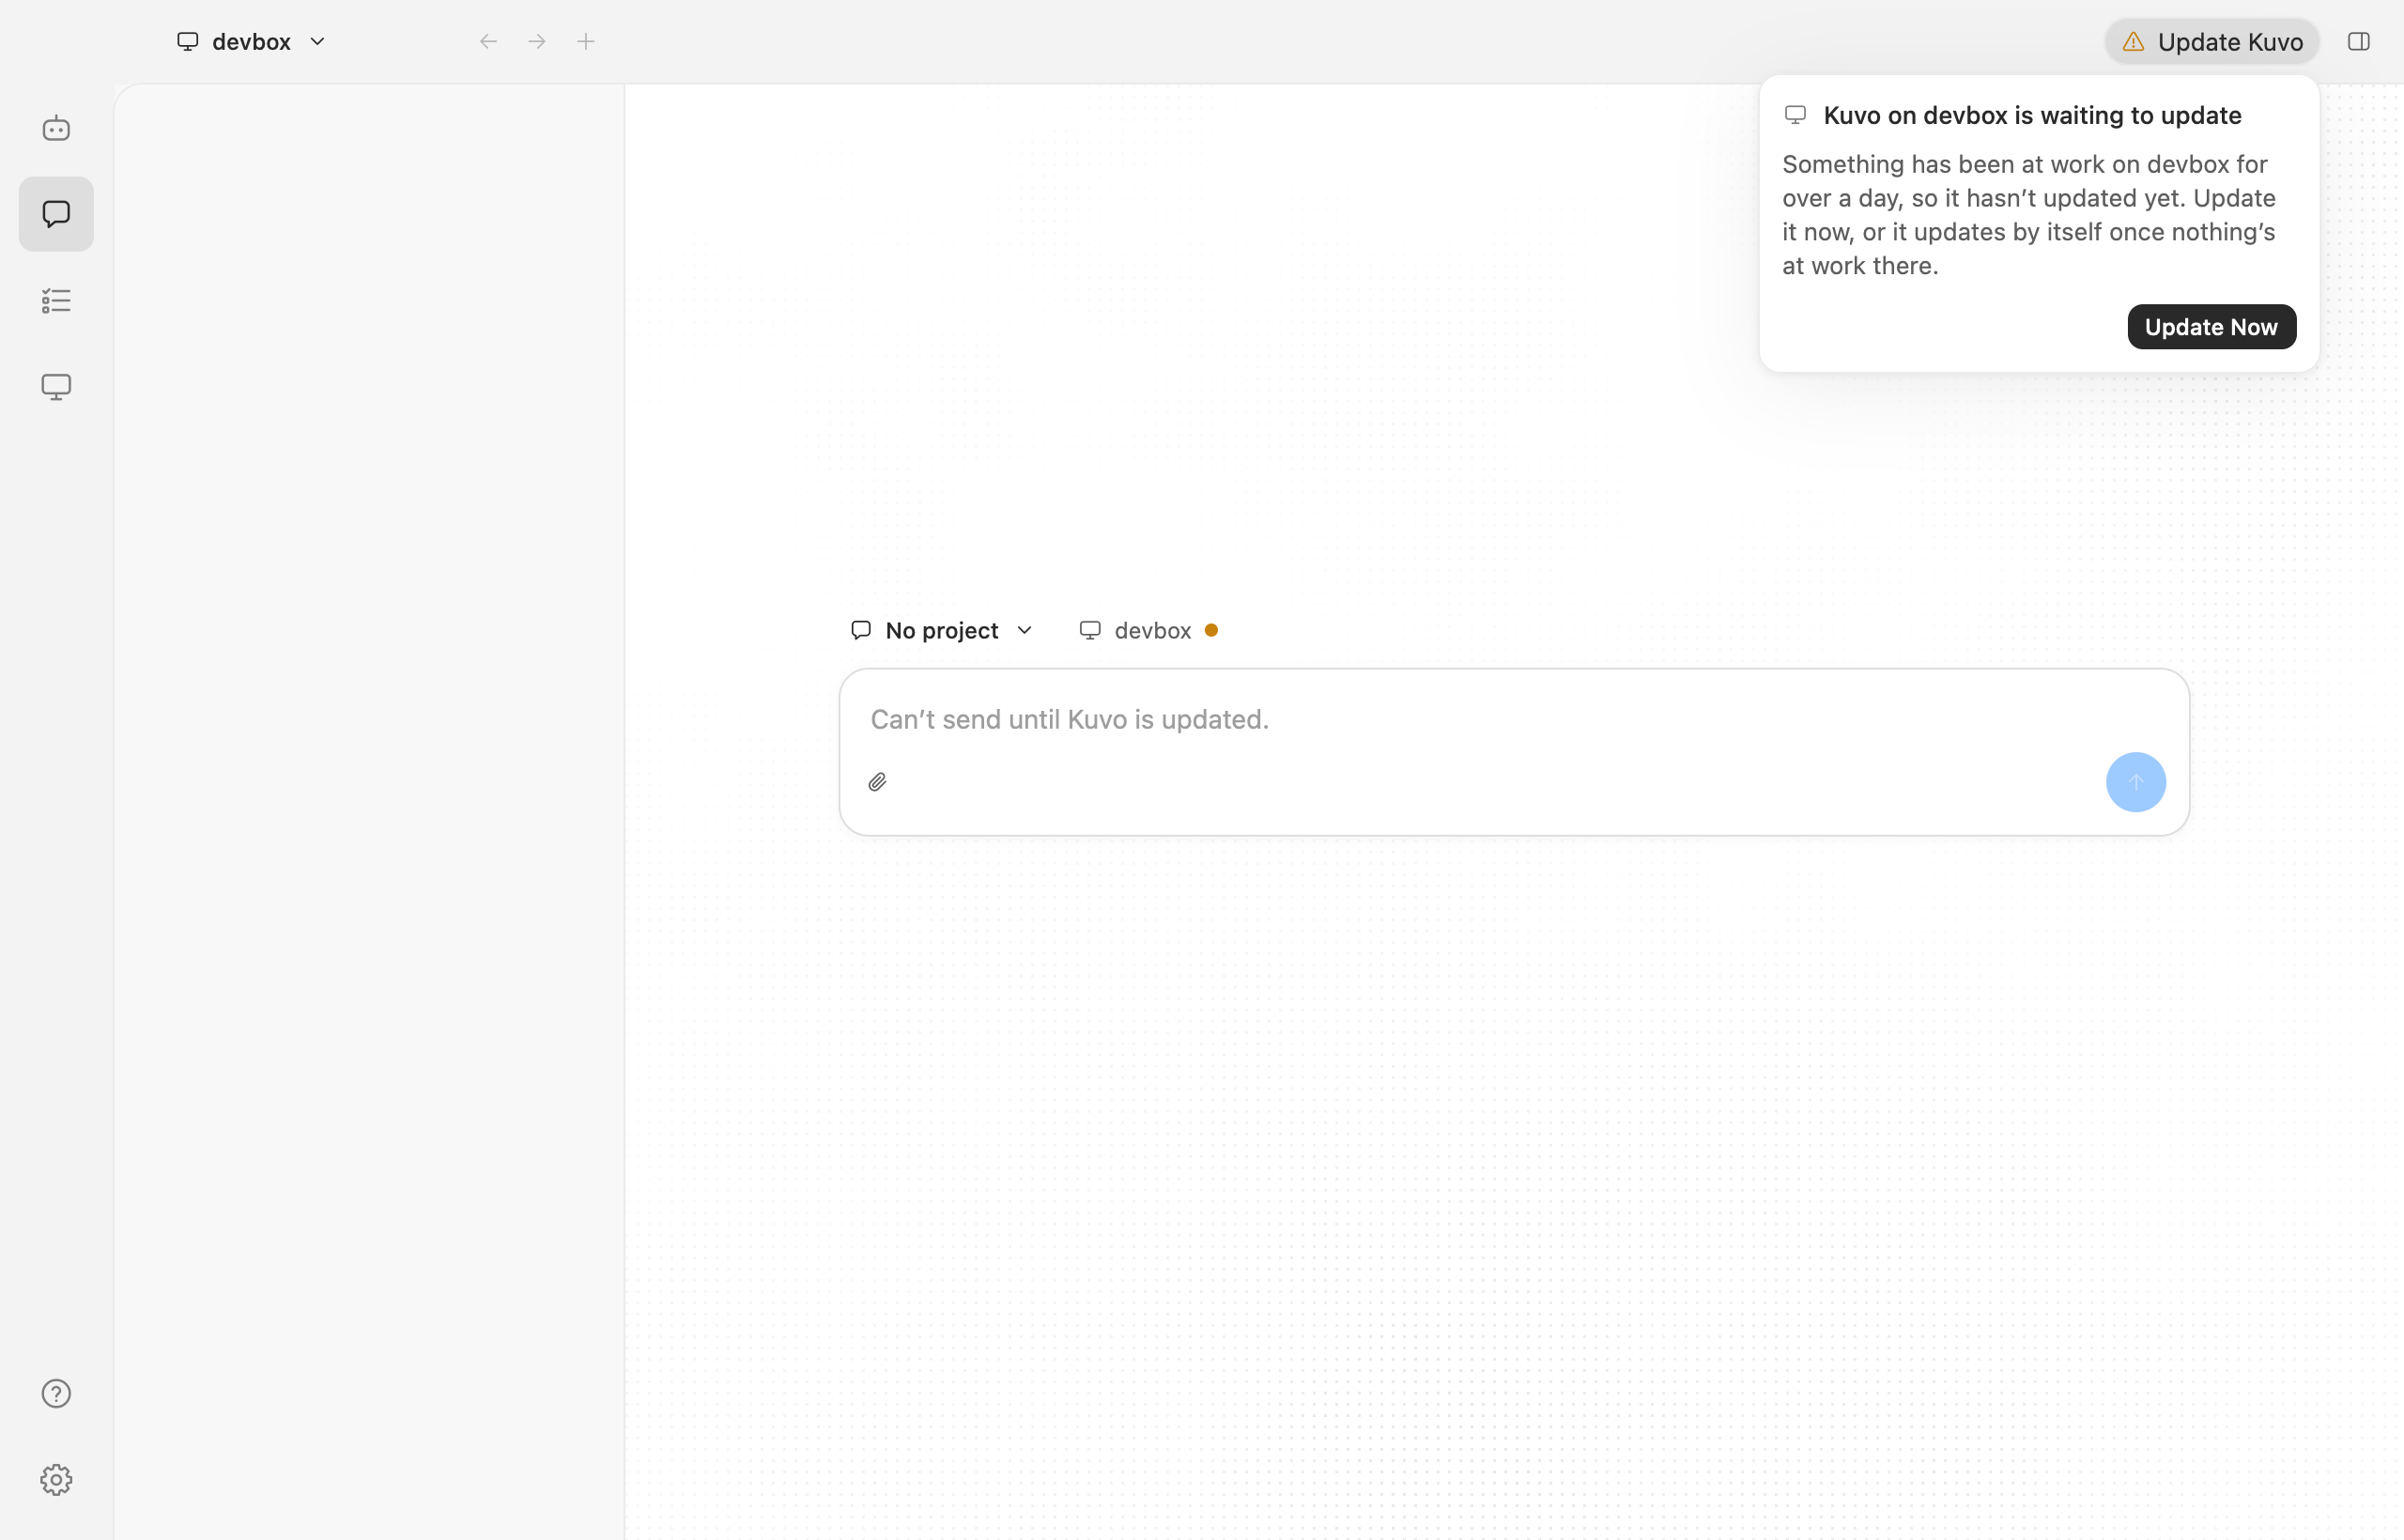 devbox
Update Kuvo
Kuvo on devbox is waiting to update
Something has been at work on devbox for
over a day, so it hasn’t updated yet. Update
it now, or it updates by itself once nothing’s
at work there.
Update Now
No project
devbox
Can’t send until Kuvo is updated.